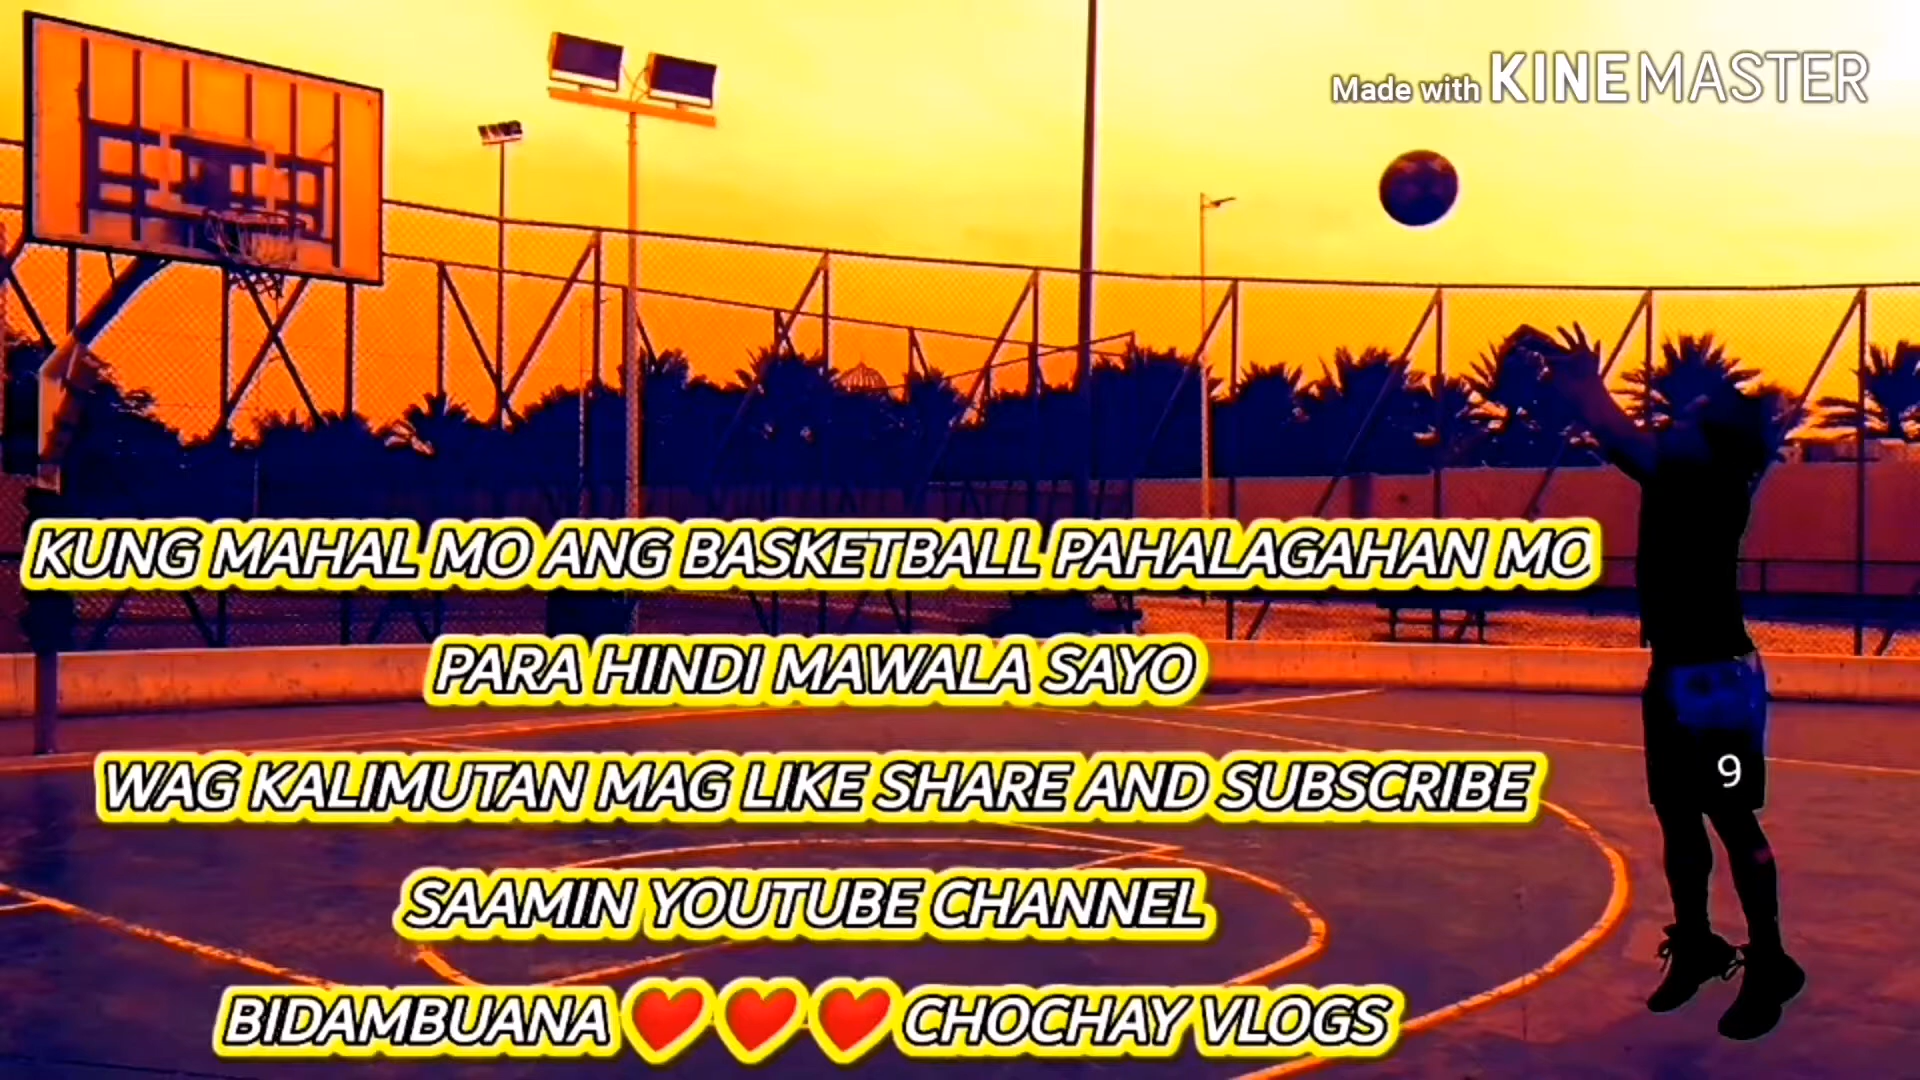 Made with KINEMASTER
KUNG MAHAL MO ANG BASKETBALL PAHALAGAHAN MO
PARA HINDI MAWALA SAYO
WAG KALIMUTAN MAG LIKE SHARE AND SUBSCRIBE
9
SAAMIN YOUTUBE CHANNEL
BIDAMBUANA ❤️❤️❤️ CHOCHAY VLOGS